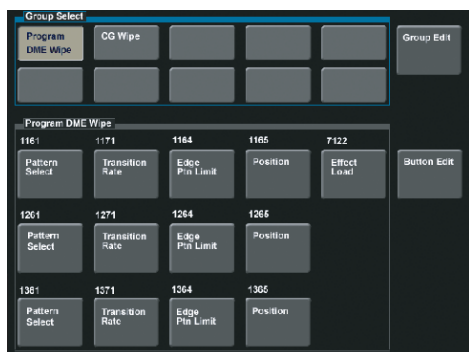 Group Select
Program
DME Wipe
CG Wipe
Group Edit
Program DME Wipe
1161 1171 1164 1165 7122
Pattern
Select
Transition
Rate
Edge
Ptn Limit
Position
Effect
Load
Button Edit
1261 1271 1264 1265
Pattern
Select
Transition
Rate
Edge
Ptn Limit
Position
1361 1371 1364 1365
Pattern
Select
Transition
Rate
Edge
Ptn Limit
Position